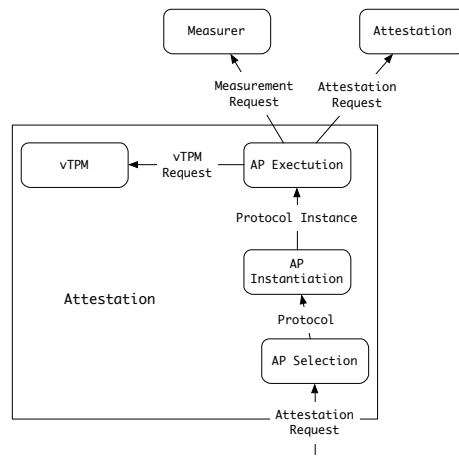 Measurer
Attestation
Measurement
Request
Attestation
Request
vTPM
vTPM
Request
AP Exectution
Protocol Instance
AP
Instantiation
Attestation
Protocol
AP Selection
Attestation
Request